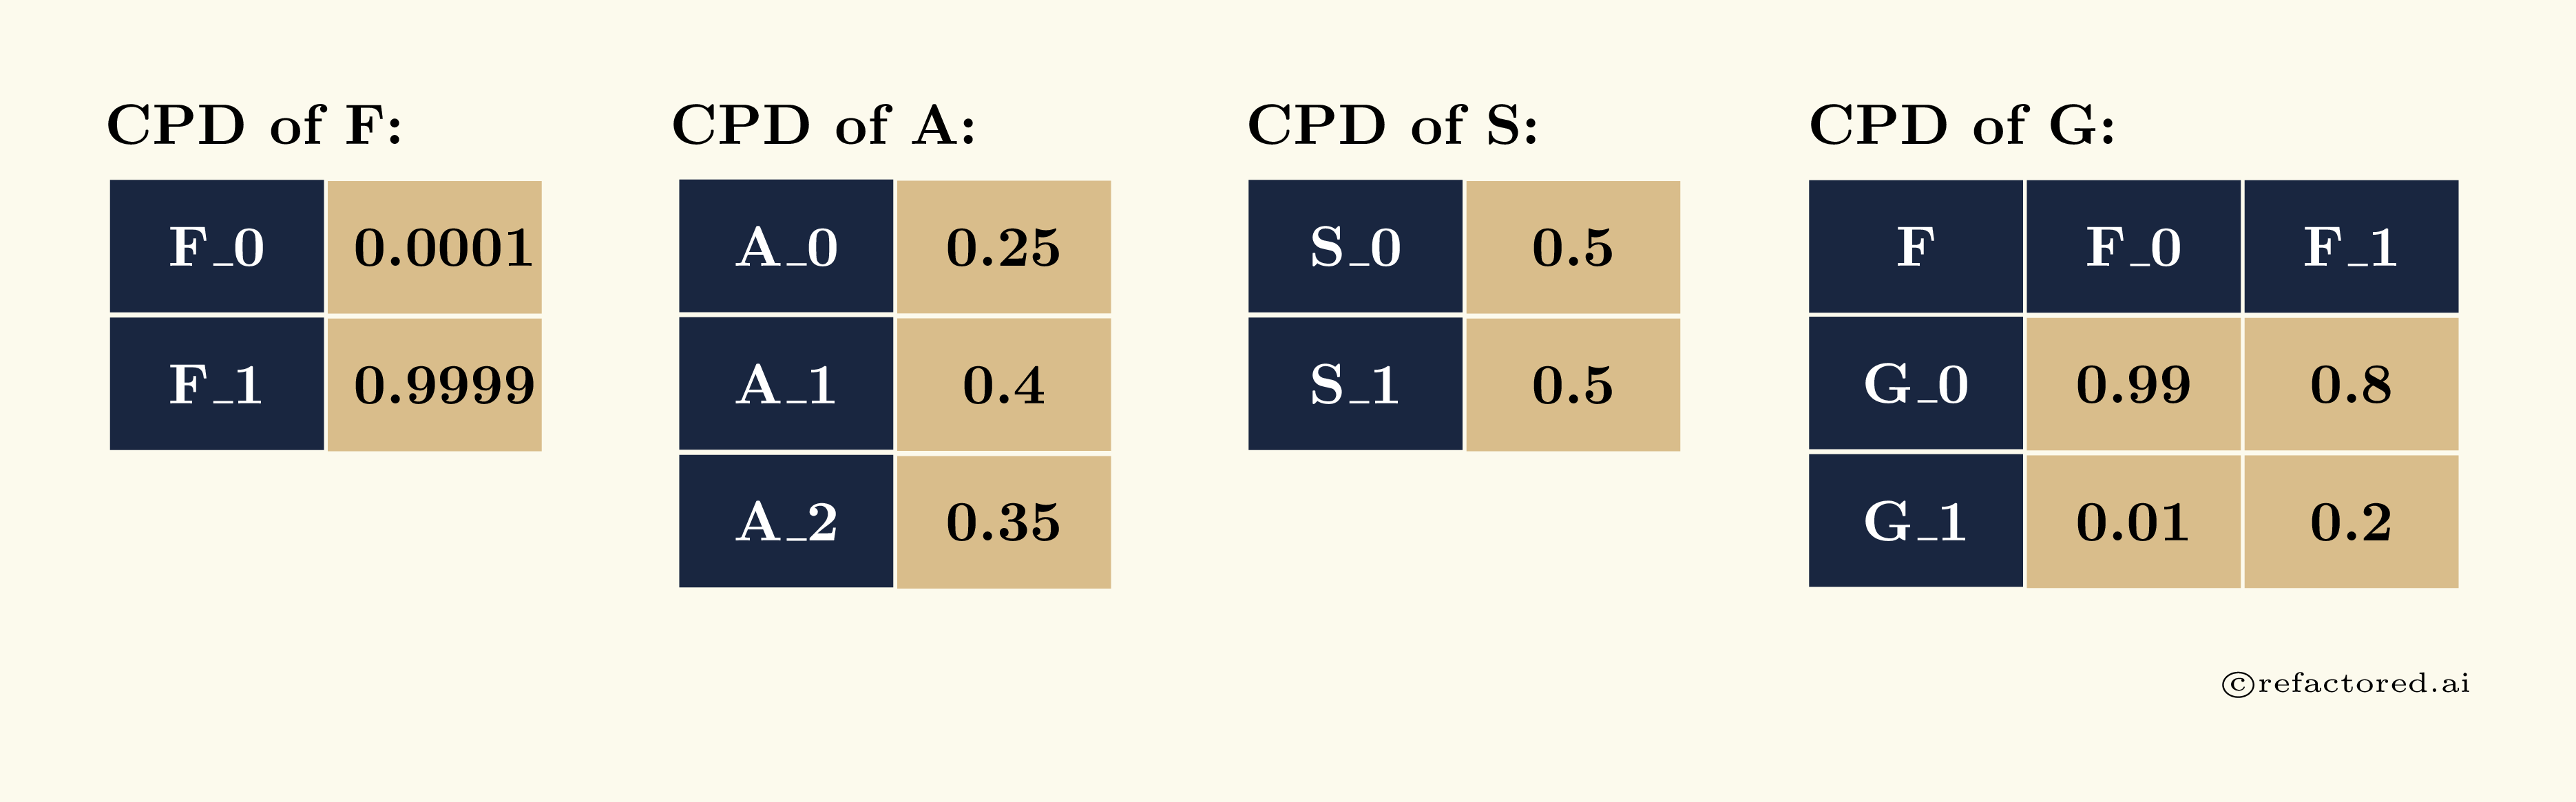 CPD of F: CPD of A: CPD of S: CPD of G:
F_0 0.0001 A_0 0.25 S_0 0.5 F F_0 F_1
F_1 0.9999 A_1 0.4 S_1 0.5 G_0 0.99 0.8
A_2 0.35 G_1 0.01 0.2
©refactored.ai